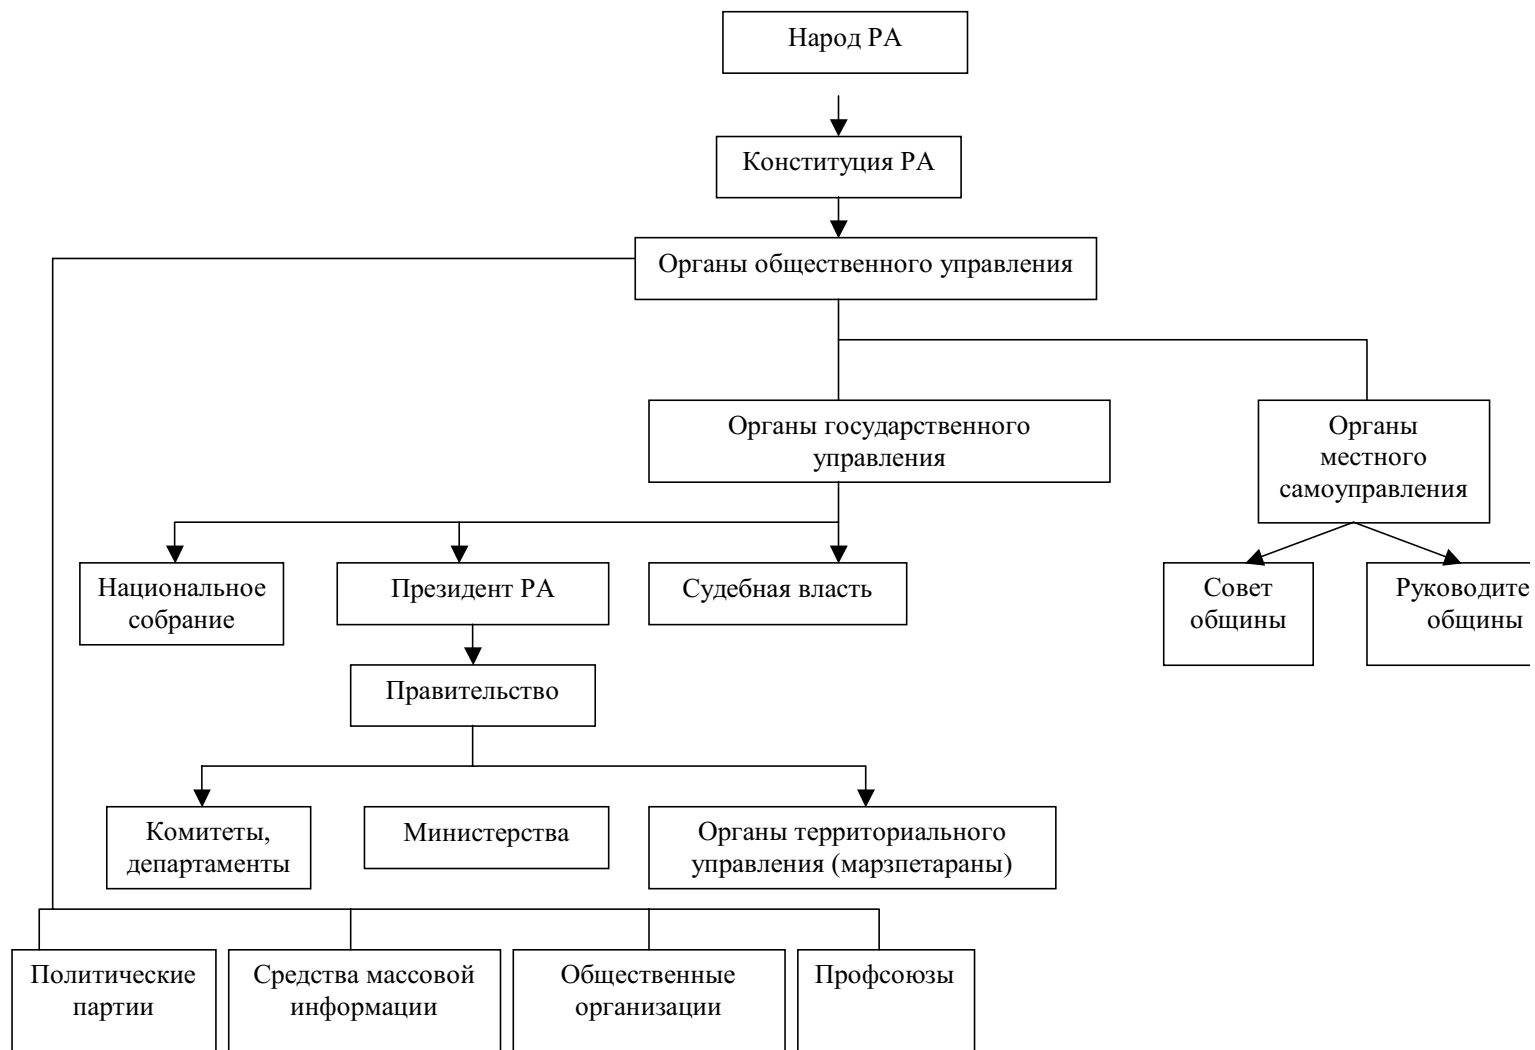 Народ РА
Конституция РА
Органы общественного управления
Органы государственного
управления
Органы
местного
самоуправления
Национальное
собрание
Президент РА
Судебная власть
Совет
общины
Руководите
общины
Правительство
Комитеты,
департаменты
Министерства
Органы территориального
управления (марзпетараны)
Политические
партии
Средства массовой
информации
Общественные
организации
Профсоюзы